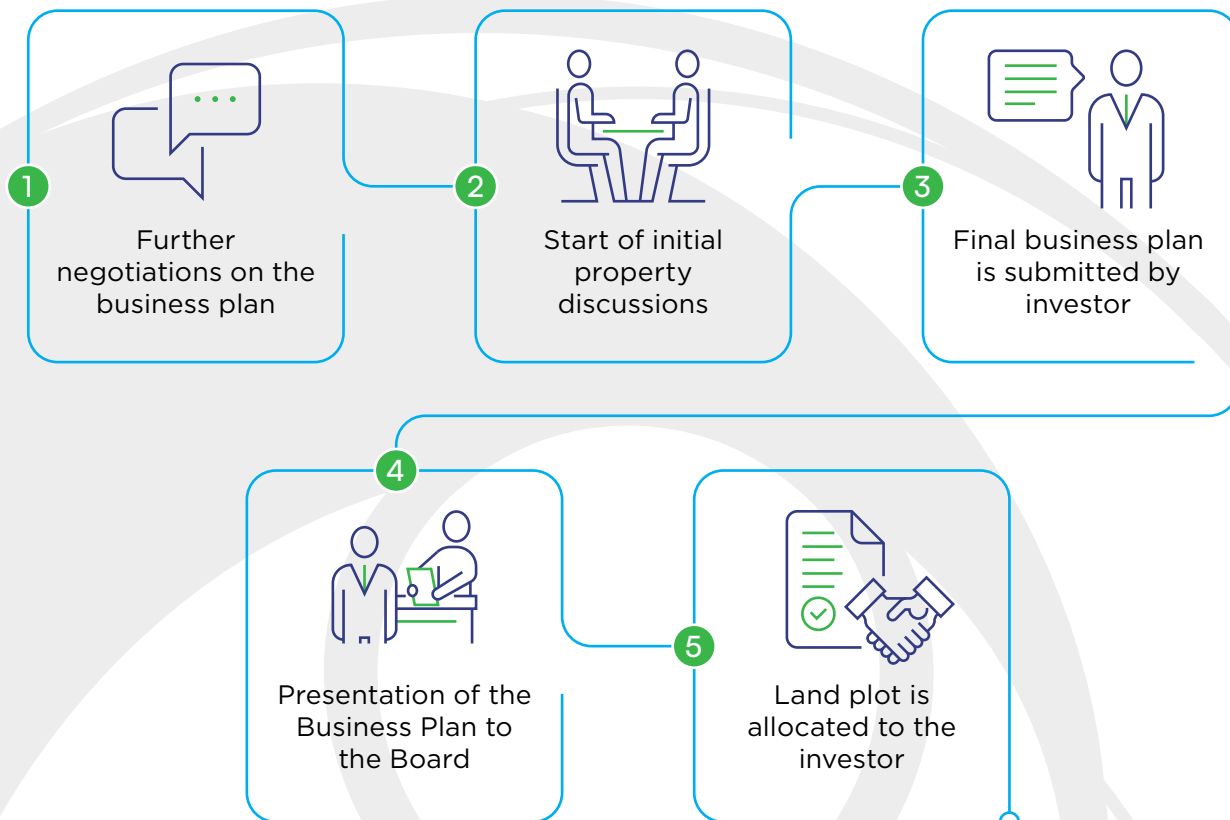 1
Further
negotiations on the
business plan
2
Start of initial
property
discussions
3
Final business plan
is submitted by
investor
4
Presentation of the
Business Plan to
the Board
5
Land plot is
allocated to the
investor